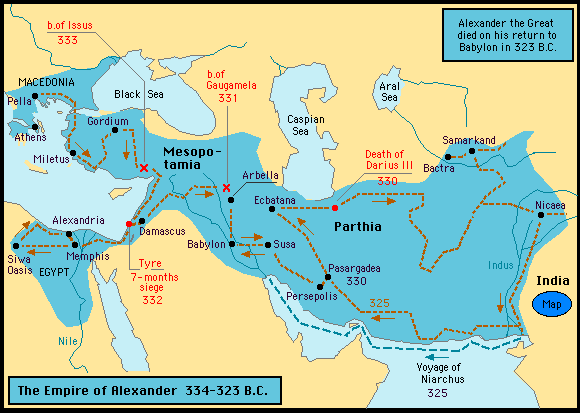 b.of Issus
333
Alexander the Great
died on his return to
Babylon in 323 B.C.
b.of
Gaugamela
331
MACEDONIA
Pella
Black Sea
Aral
Sea
Gordium
Caspian
Sea
Athens
Miletus
Mesopo-
tamia
Samarkand
Bactra
Death of
Darius III
330
Arbella
Ecbatana
Nicaea
Alexandria
Parthia
Damascus
Babylon
Susa
Siwa
Oasis
EGYPT
Memphis
Tyre
7-months
siege
332
Pasargadea
330
Persepolis
Indus
India
Map
325
Nile
Voyage of
Niarchus
325
The Empire of Alexander 334-323 B.C.